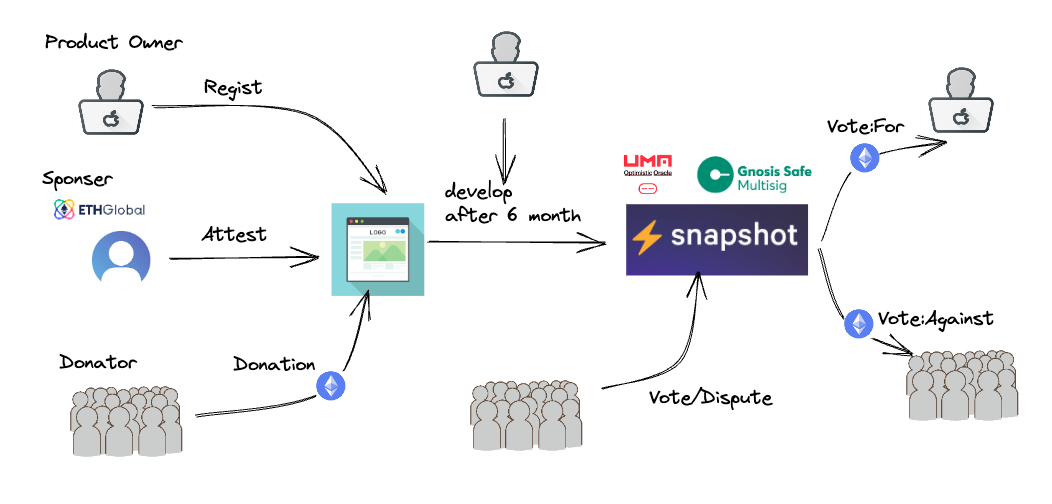 Product Owner
Regist
Sponser
ETHGlobal
Attest
LOGO
Donator
Donation
develop
after 6 month
UMA
Optimistic Oracle
Gnosis Safe
Multisig
snapshot
Vote/Dispute
Vote:For
Vote:Against